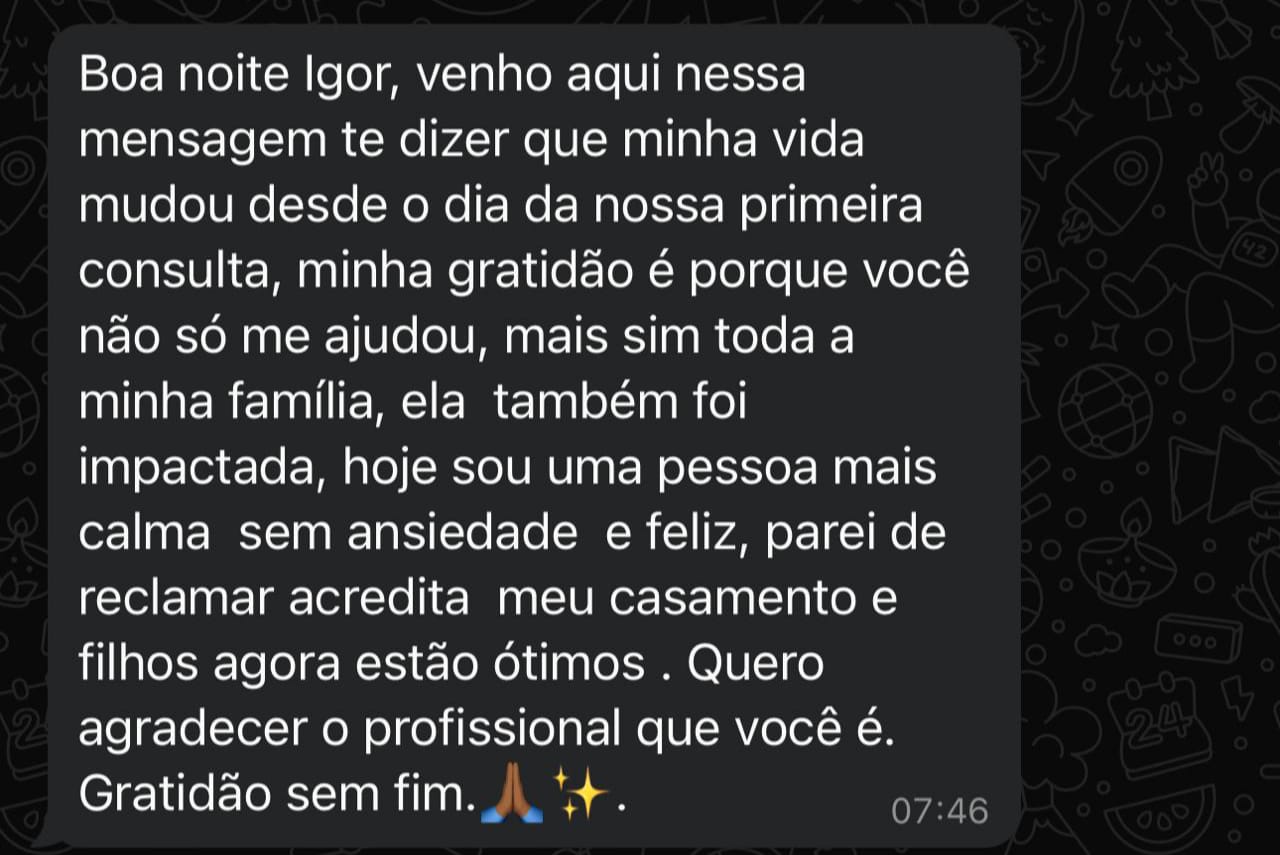 Boa noite Igor, venho aqui nessa
mensagem te dizer que minha vida
mudou desde o dia da nossa primeira
consulta, minha gratidão é porque você
não só me ajudou, mais sim toda a
minha família, ela  também foi
impactada, hoje sou uma pessoa mais
calma  sem ansiedade  e feliz, parei de
reclamar acredita  meu casamento e
filhos agora estão ótimos . Quero
agradecer o profissional que você é.
Gratidão sem fim.🙏🏾✨.
07:46